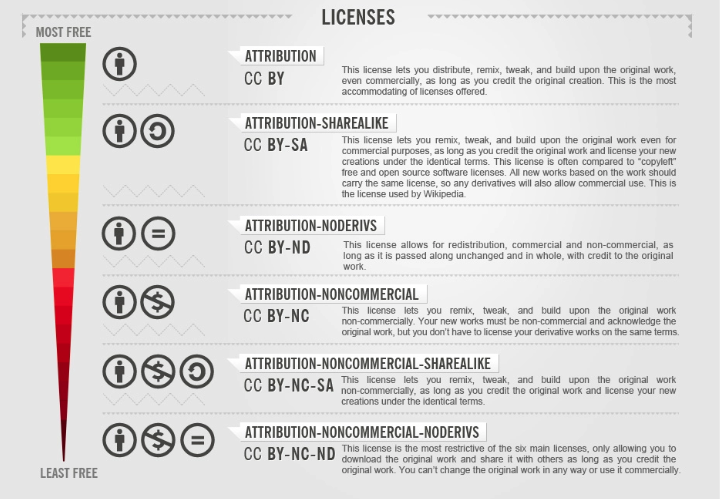 LICENSES
MOST FREE
ATTRIBUTION
CC BY
This license lets you distribute, remix, tweak, and build upon the original work,
even commercially, as long as you credit the original creation. This is the most
accommodating of licenses offered.
ATTRIBUTION-SHAREALIKE
CC BY-SA
This license lets you remix, tweak, and build upon the original work even for
commercial purposes, as long as you credit the original work and license your new
creations under the identical terms. This license is often compared to “copyleft”
free and open source software licenses. All new works based on the work should
carry the same license, so any derivatives will also allow commercial use. This is
the license used by Wikipedia.
ATTRIBUTION-NODERIVS
CC BY-ND
This license allows for redistribution, commercial and non-commercial, as
long as it is passed along unchanged and in whole, with credit to the original
work.
ATTRIBUTION-NONCOMMERCIAL
CC BY-NC
This license lets you remix, tweak, and build upon the original work
non-commercially. Your new works must be non-commercial and acknowledge the
original work, but you don’t have to license your derivative works on the same terms.
ATTRIBUTION-NONCOMMERCIAL-SHAREALIKE
CC BY-NC-SA
This license lets you remix, tweak, and build upon the original work
non-commercially, as long as you credit the original work and license your new
creations under the identical terms.
ATTRIBUTION-NONCOMMERCIAL-NODERIVS
CC BY-NC-ND
This license is the most restrictive of the six main licenses, only allowing you to
download the original work and share it with others as long as you credit the
original work. You can’t change the original work in any way or use it commercially.
LEAST FREE